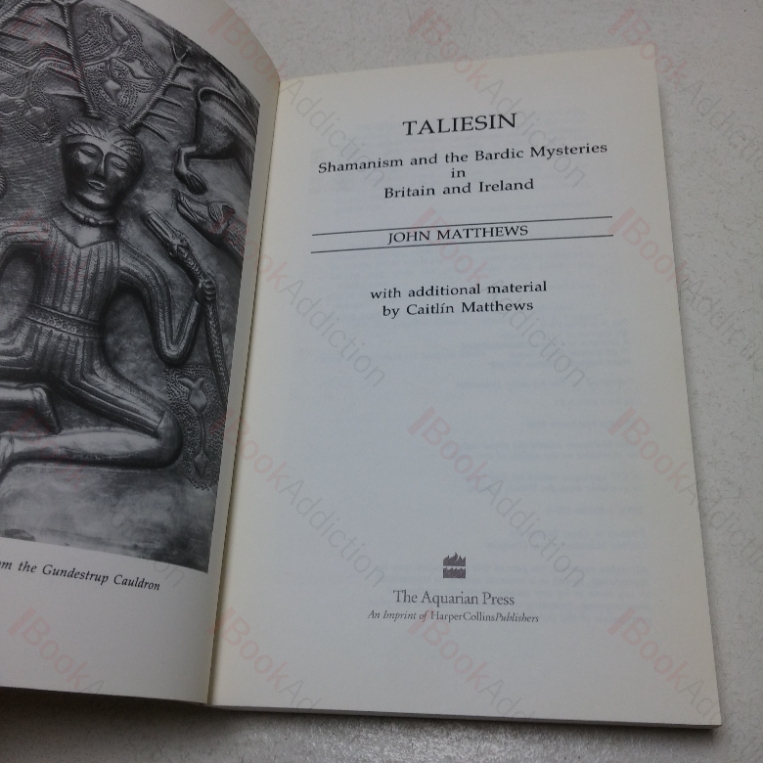 om the Gundestrup Cauldron
TALIESIN
Shamanism and the Bardic Mysteries
in
Britain and Ireland
JOHN MATTHEWS
with additional material
by Caitlín Matthews
The Aquarian Press
An Imprint of HarperCollinsPublishers
BookAddiction